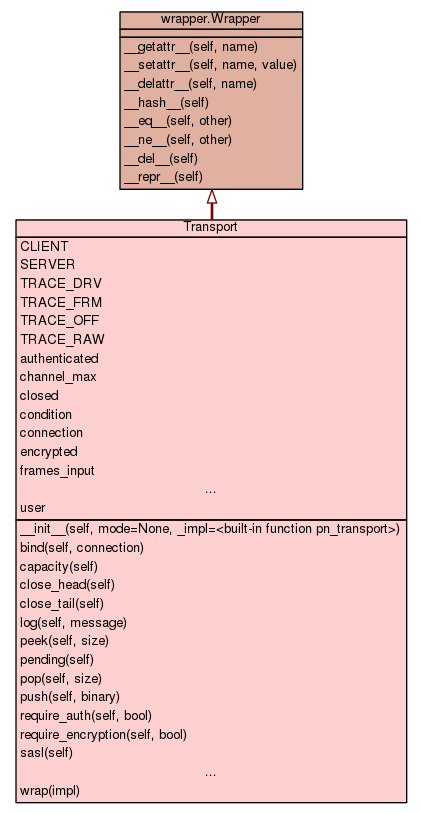 wrapper.Wrapper
__getattr__(self, name)
__setattr__(self, name, value)
__delattr__(self, name)
__hash__(self)
__eq__(self, other)
__ne__(self, other)
__del__(self)
__repr__(self)
Transport
CLIENT
SERVER
TRACE_DRV
TRACE_FRM
TRACE_OFF
TRACE_RAW
authenticated
channel_max
closed
condition
connection
encrypted
frames_input
...
user
__init__(self, mode=None, _impl=<built-in function pn_transport>)
bind(self, connection)
capacity(self)
close_head(self)
close_tail(self)
log(self, message)
peek(self, size)
pending(self)
pop(self, size)
push(self, binary)
require_auth(self, bool)
require_encryption(self, bool)
sasl(self)
...
wrap(impl)